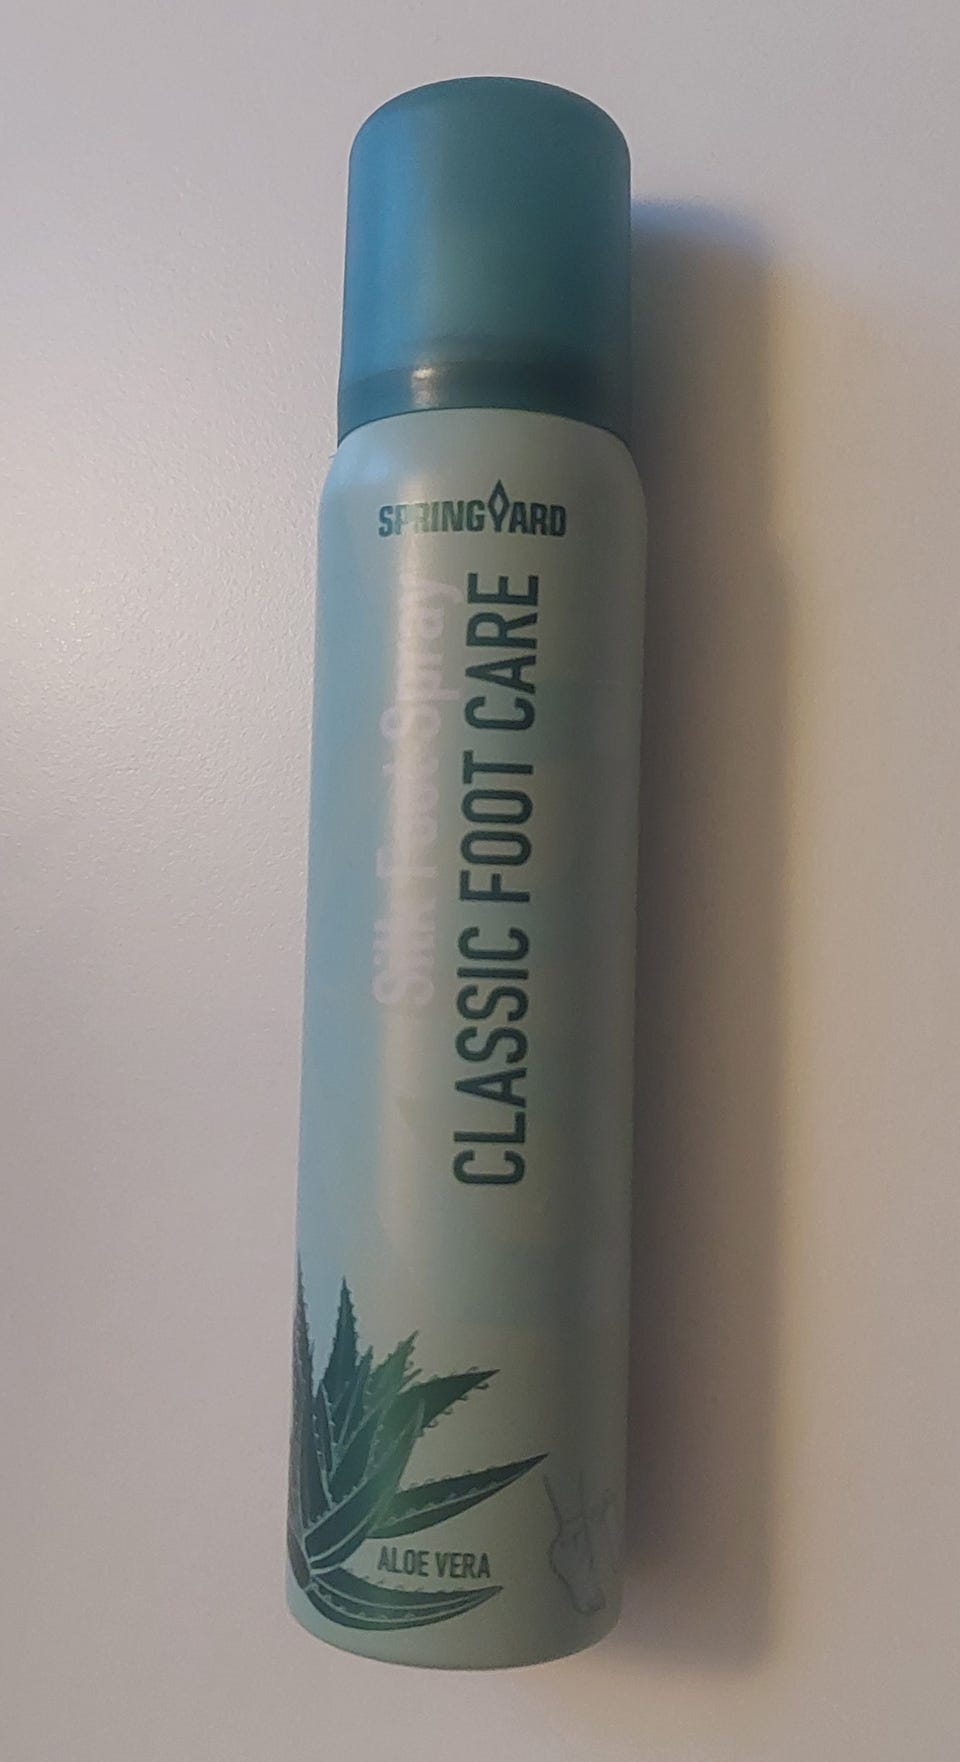 SPRINGYARD
CLASSIC FOOT CARE
Silk Foot Spray
ALOE VERA